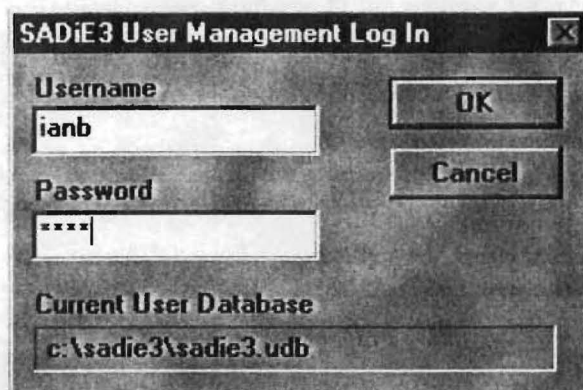 SADiE3 User Management Log In
Username
ianb
OK
Password
****
Cancel
Current User Database
c:\sadie3\sadie3.udb